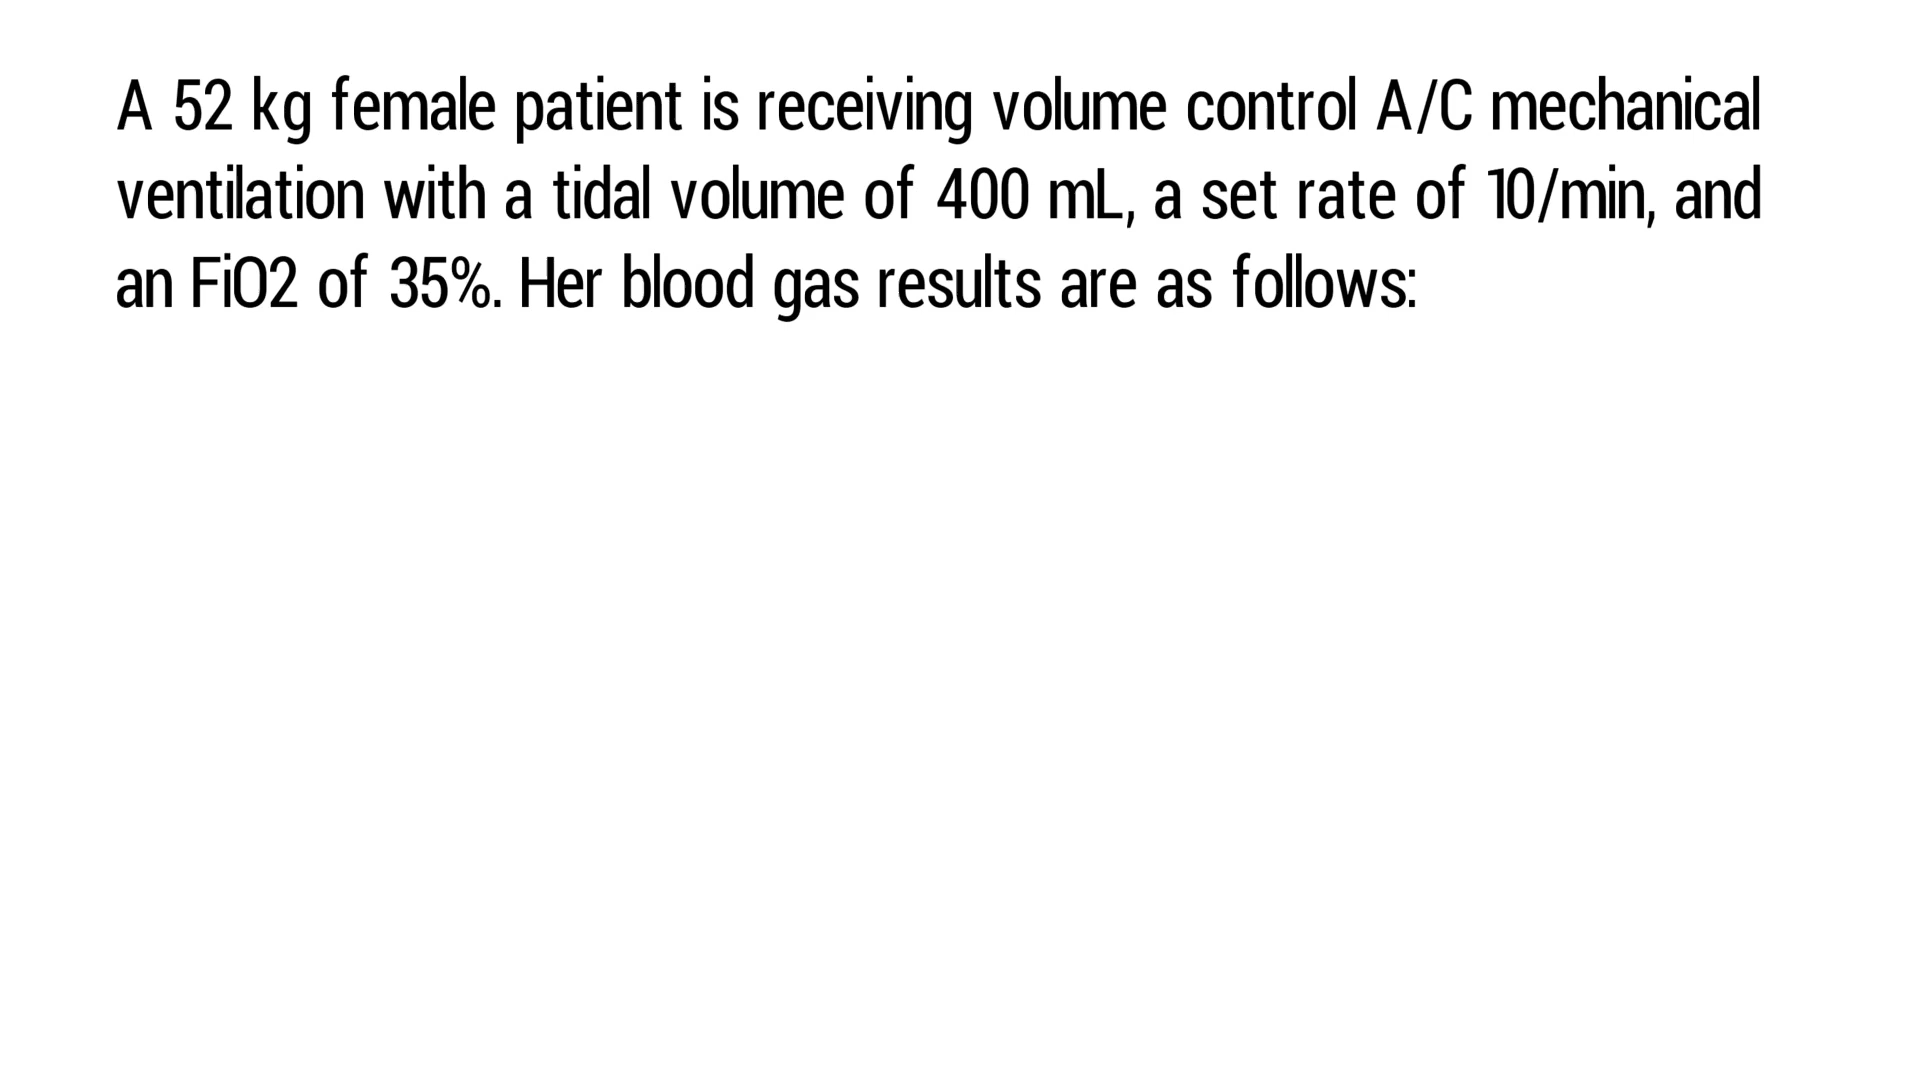 A 52 kg female patient is receiving volume control A/C mechanical
ventilation with a tidal volume of 400 mL, a set rate of 10/min, and
an FiO2 of 35%. Her blood gas results are as follows: